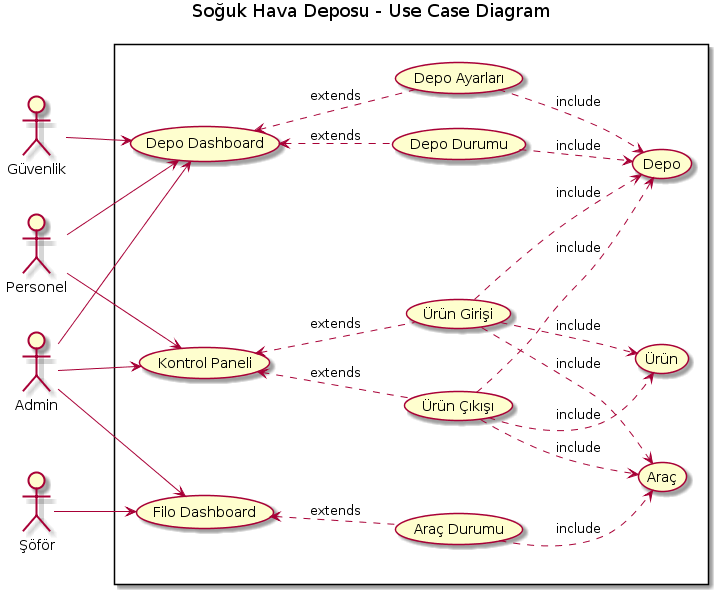 Soğuk Hava Deposu - Use Case Diagram
Depo Ayarları
extends
include
Güvenlik
Depo Dashboard
extends
Depo Durumu
include
Depo
include
Personel
include
Ürün Girişi
extends
include
Admin
Kontrol Paneli
include
Ürün
extends
Ürün Çıkışı
include
include
Araç
Şöför
Filo Dashboard
extends
Araç Durumu
include